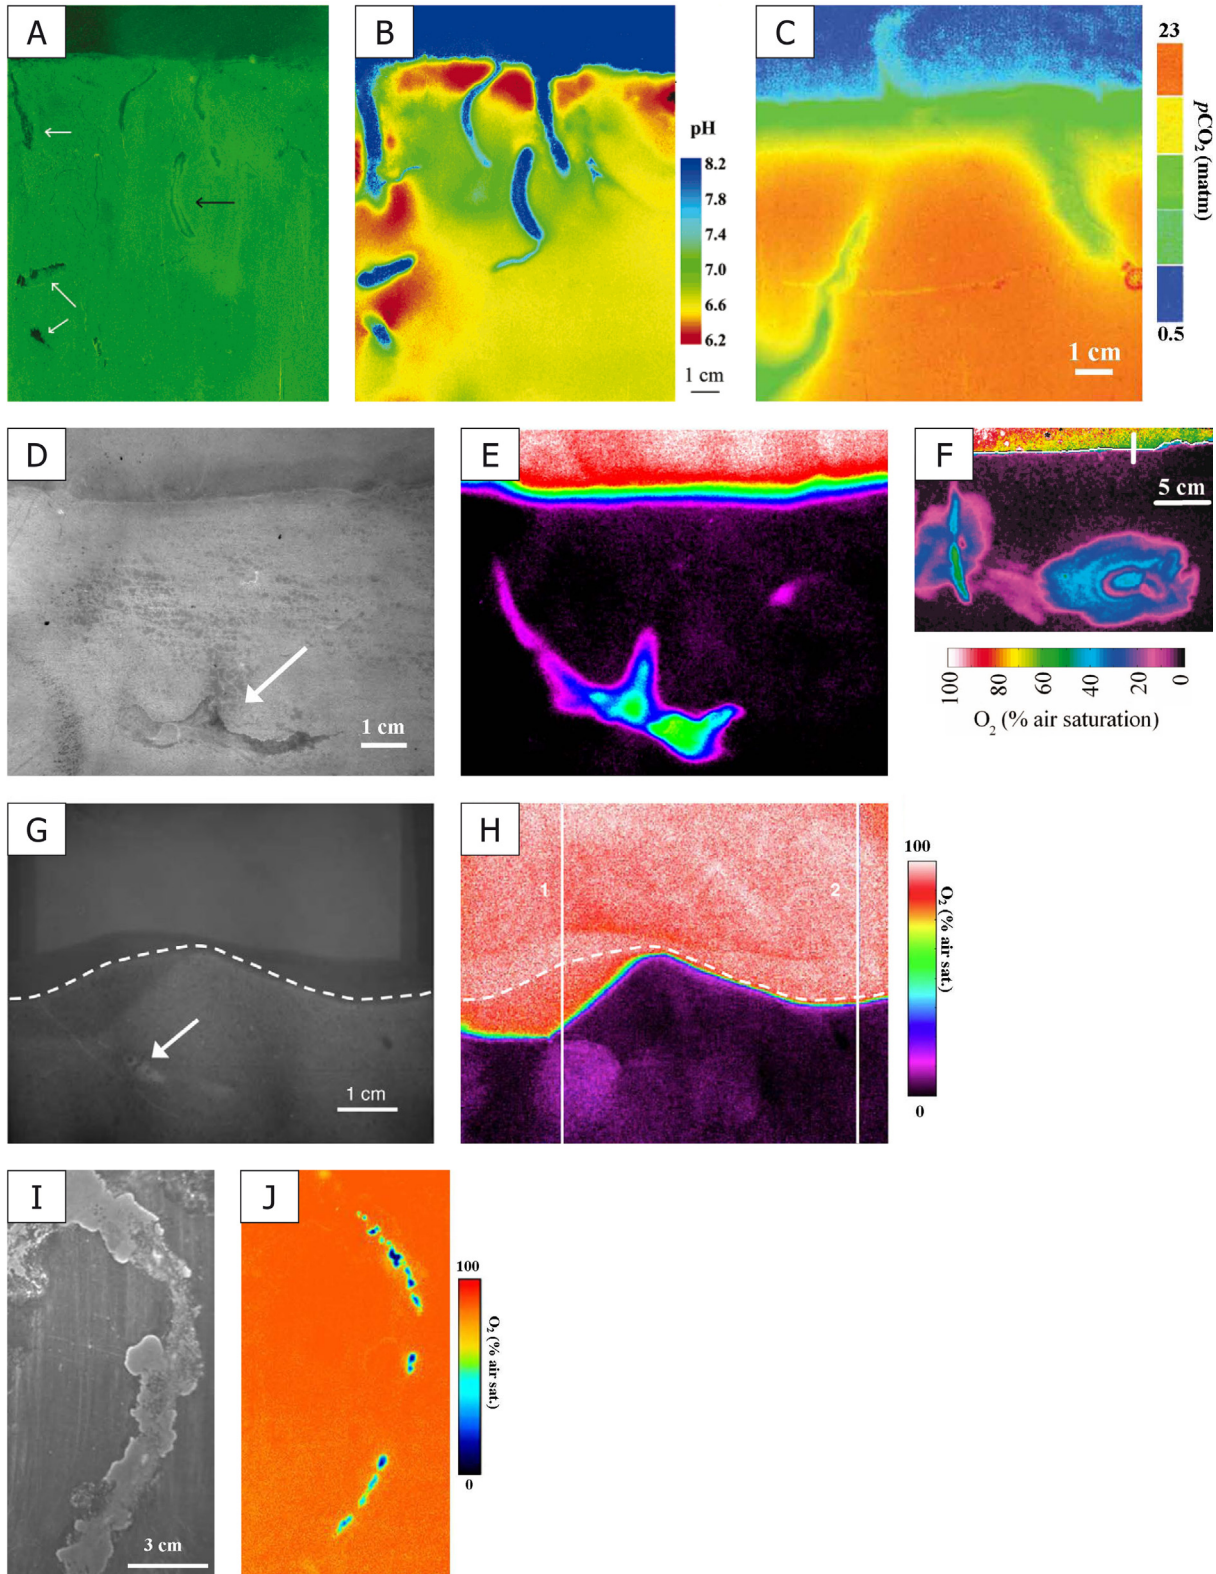 A
B
pH
8.2
7.8
7.4
7.0
6.6
6.2
1 cm
C
23
pCO₂ (matm)
0.5
1 cm
D
1 cm
E
F
5 cm
100
80
60
40
20
0
O₂ (% air saturation)
G
1 cm
H
1
2
100
O₂ (% air sat.)
0
I
3 cm
J
100
O₂ (% air sat.)
0